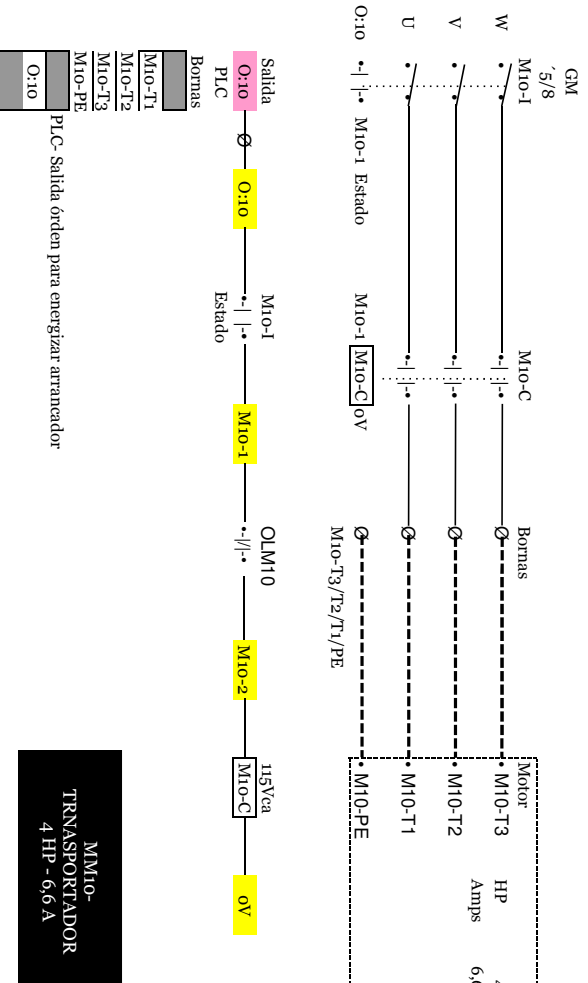 GM
´5/8
M10-I
W
V
U
O:10
M10-1 Estado
M10-C
M10-1 M10-C 0V
Bornas
M10-T3/T2/T1/PE
Motor
M10-T3
M10-T2
M10-T1
M10-PE
HP
Amps
Salida
PLC
O:10
Ø
O:10
M10-I
Estado
M10-1
OLM10
M10-2
115Vca
M10-C
0V
Bornas
M10-T1
M10-T2
M10-T3
M10-PE
O:10
PLC- Salida órden para energizar arrancador
MM10-
TRNASPORTADOR
4 HP - 6,6 A